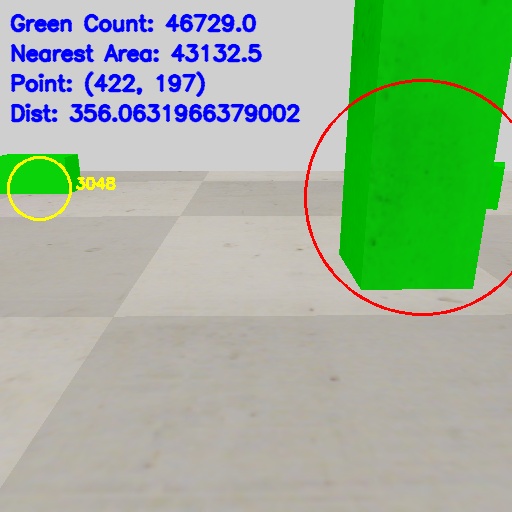 Green Count: 46729.0
Nearest Area: 43132.5
Point: (422, 197)
Dist: 356.0631966379002
3048